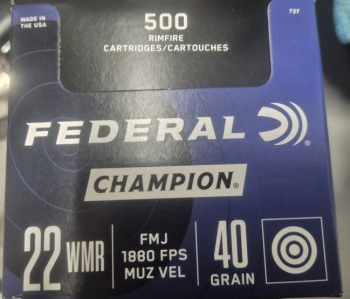 MADE IN
THE USA
500
RIMFIRE
CARTRIDGES/CARTOUCHES
737
FEDERAL
CHAMPION®
22 WMR
FMJ
1880 FPS
MUZ VEL
40
GRAIN